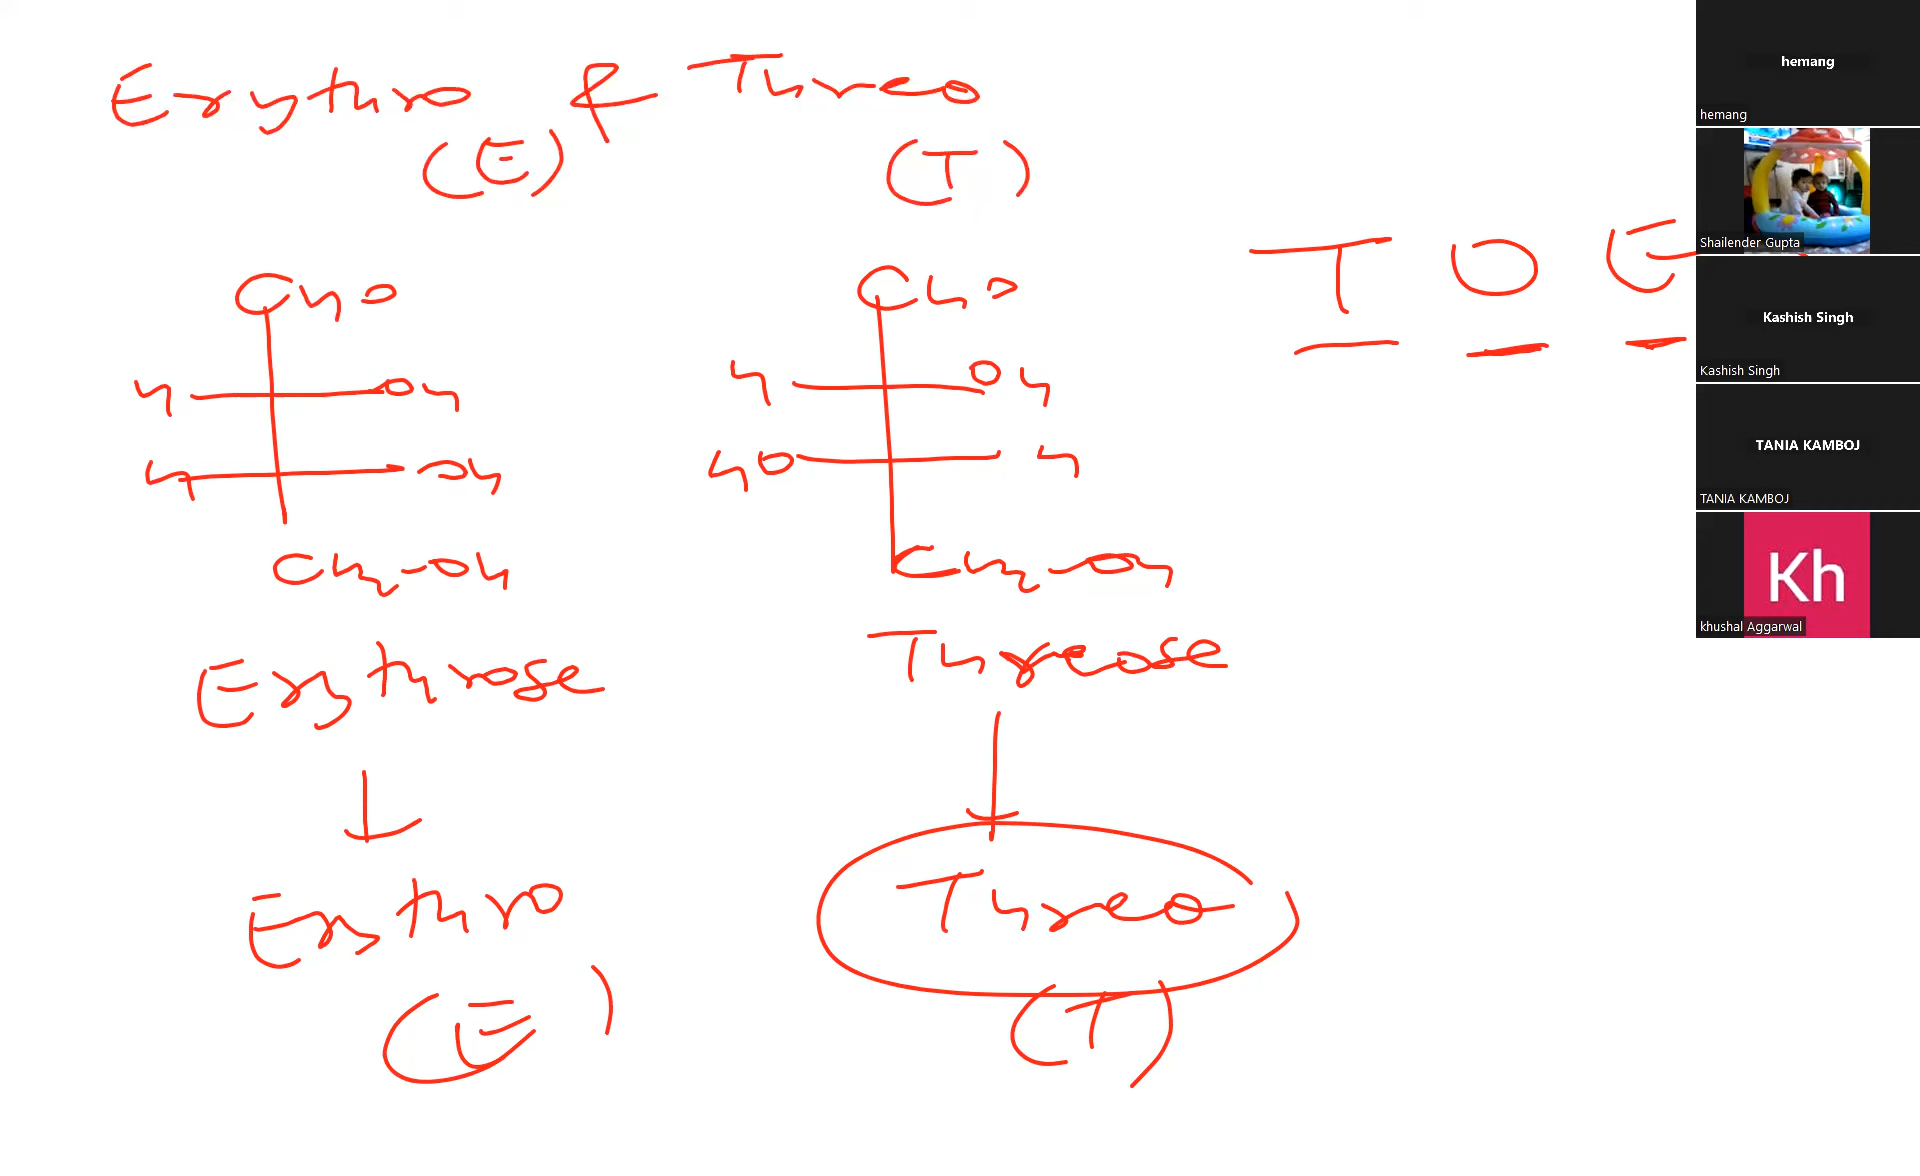 Erythro & Threo
(E) (T)
T O E
CHO CHO
H OH H OH
H OH HO H
CH2-OH CH2-OH
Erythrose Threose
Erythro Threo
(E) (T)
hemang
hemang
Shailender Gupta
Kashish Singh
Kashish Singh
TANIA KAMBOJ
TANIA KAMBOJ
Kh
khushal Aggarwal